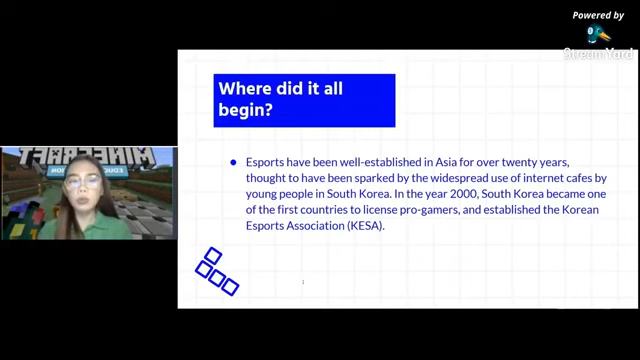 Powered by
StreamYard
Where did it all
begin?
Esports have been well-established in Asia for over twenty years,
thought to have been sparked by the widespread use of internet cafes by
young people in South Korea. In the year 2000, South Korea became one
of the first countries to license pro-gamers, and established the Korean
Esports Association (KESA).
MINECRAFT